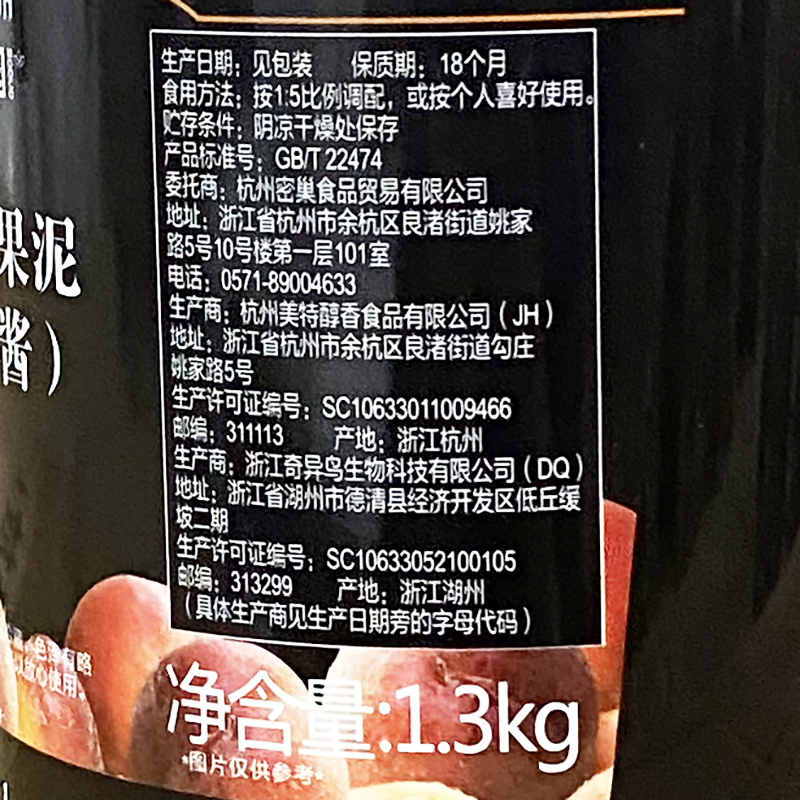 生产日期：见包装 保质期：18个月
食用方法：按1:5比例调配，或按个人喜好使用。
贮存条件：阴凉干燥处保存
产品标准号：GB/T 22474
委托商：杭州密巢食品贸易有限公司
地址：浙江省杭州市余杭区良渚街道姚家
路5号10号楼第一层101室
电话：0571-89004633
生产商：杭州美特醇香食品有限公司（JH）
地址：浙江省杭州市余杭区良渚街道勾庄
姚家路5号
生产许可证编号：SC10633011009466
邮编：311113 产地：浙江杭州
生产商：浙江奇异鸟生物科技有限公司（DQ）
地址：浙江省湖州市德清县经济开发区低丘缓
坡二期
生产许可证编号：SC10633052100105
邮编：313299 产地：浙江湖州
（具体生产商见生产日期旁的字母代码）
果泥
酱）
净含量:1.3kg
*图片仅供参考*